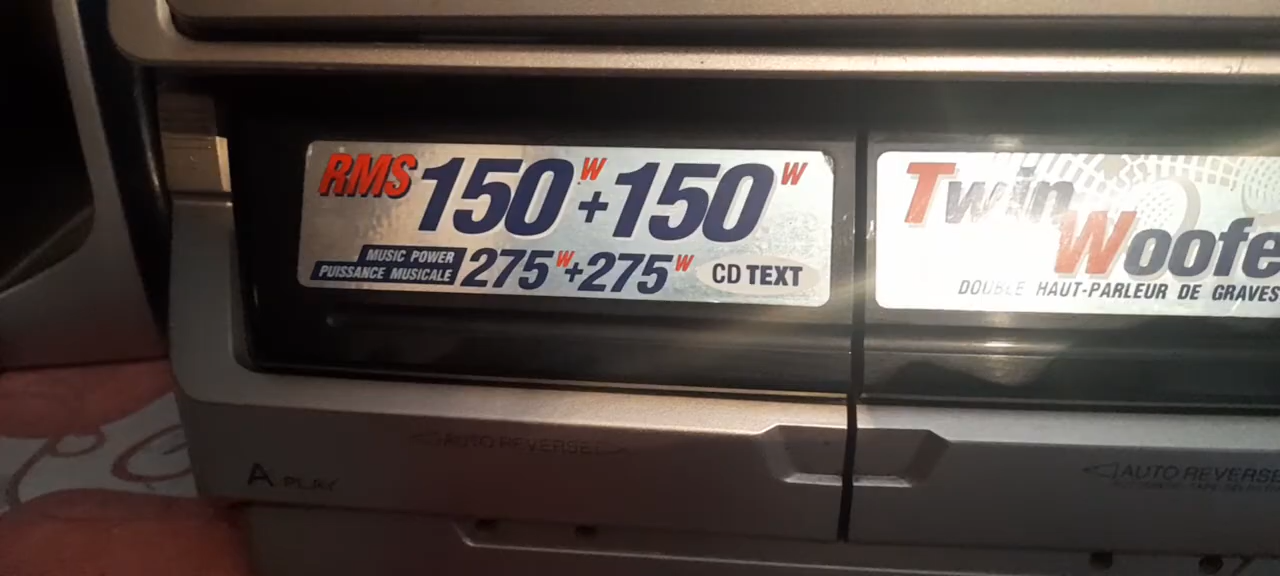 RMS 150W+150W
MUSIC POWER
PUISSANCE MUSICALE 275W+275W CD TEXT
Twin
Woofe
DOUBLE HAUT-PARLEUR DE GRAVES
AUTO REVERSE
A PLAY
AUTO REVERSE